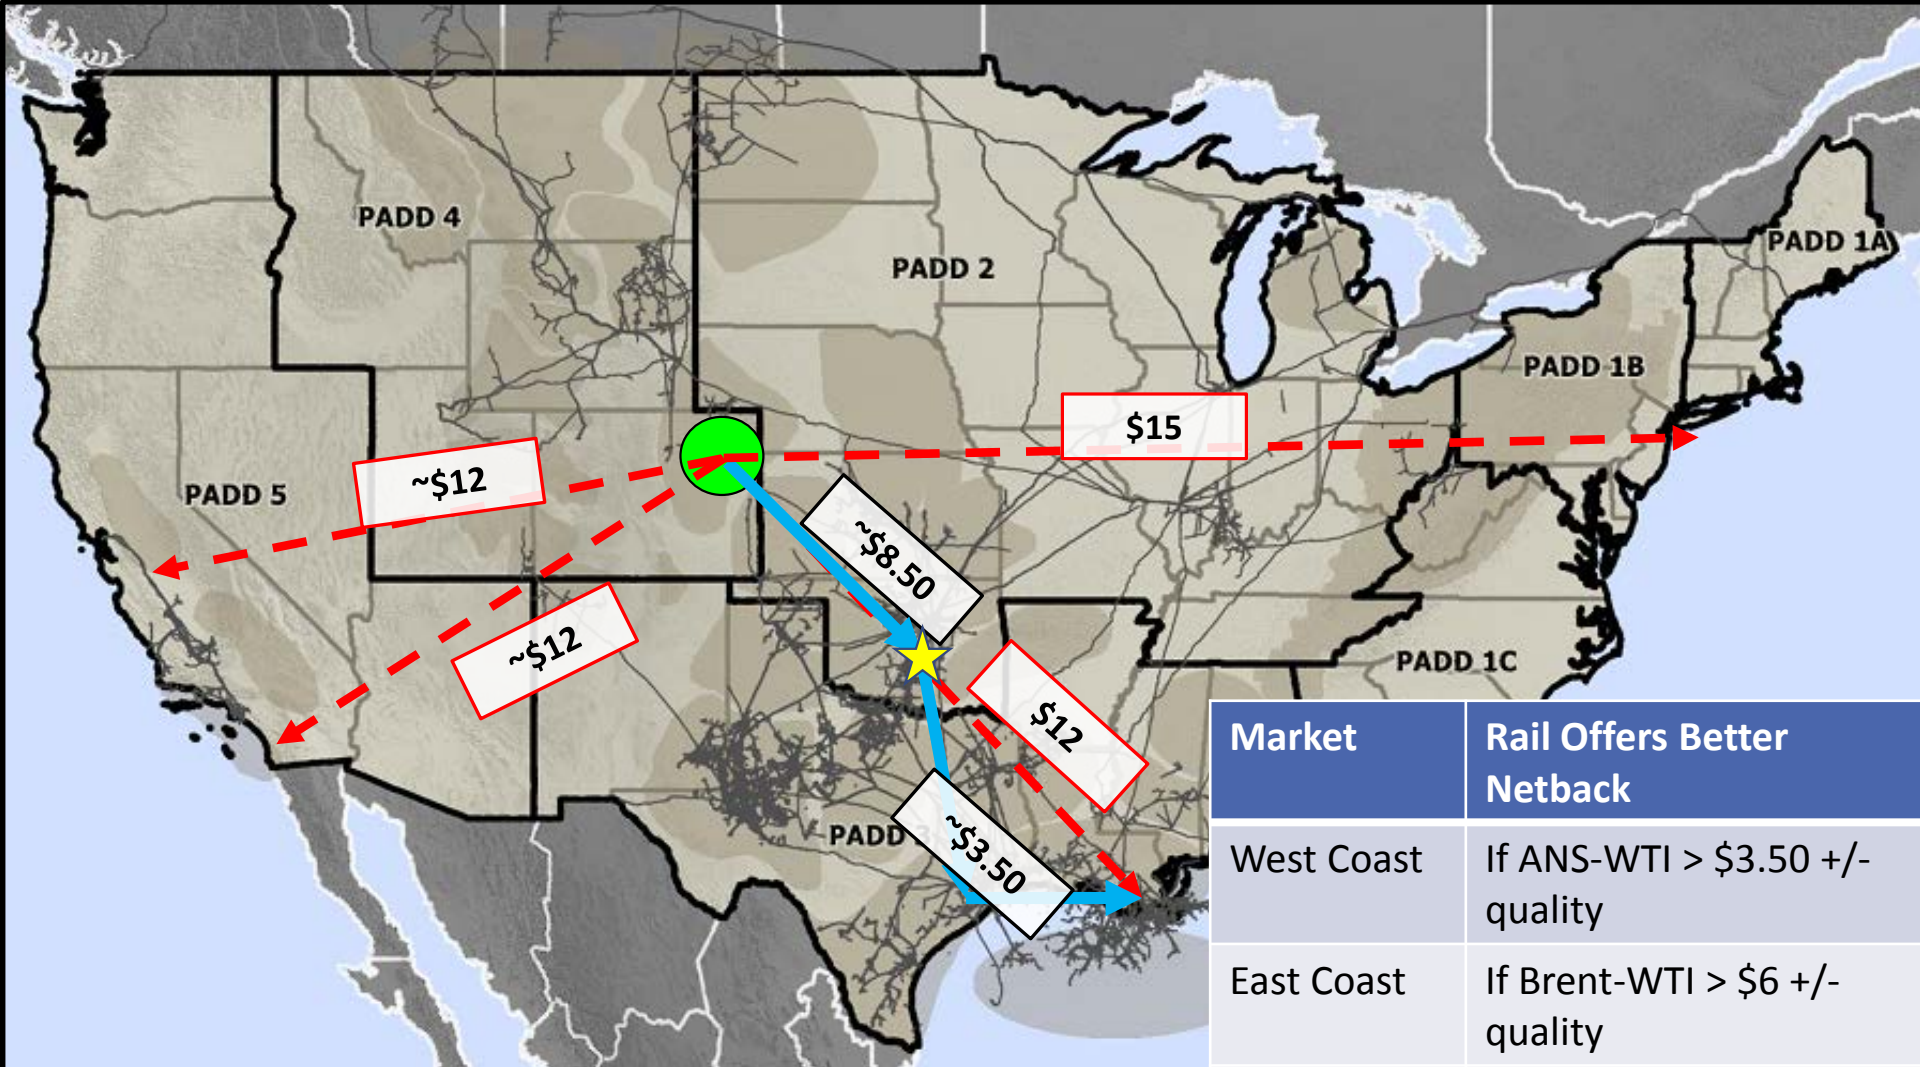 PADD 4
PADD 2
PADD 1A
PADD 1B
$15
~$12
PADD 5
~$8.50
~$12
PADD 1C
$12
PADD 3
~$3.50
Market
Rail Offers Better
Netback
West Coast
If ANS-WTI > $3.50 +/-
quality
East Coast
If Brent-WTI > $6 +/-
quality